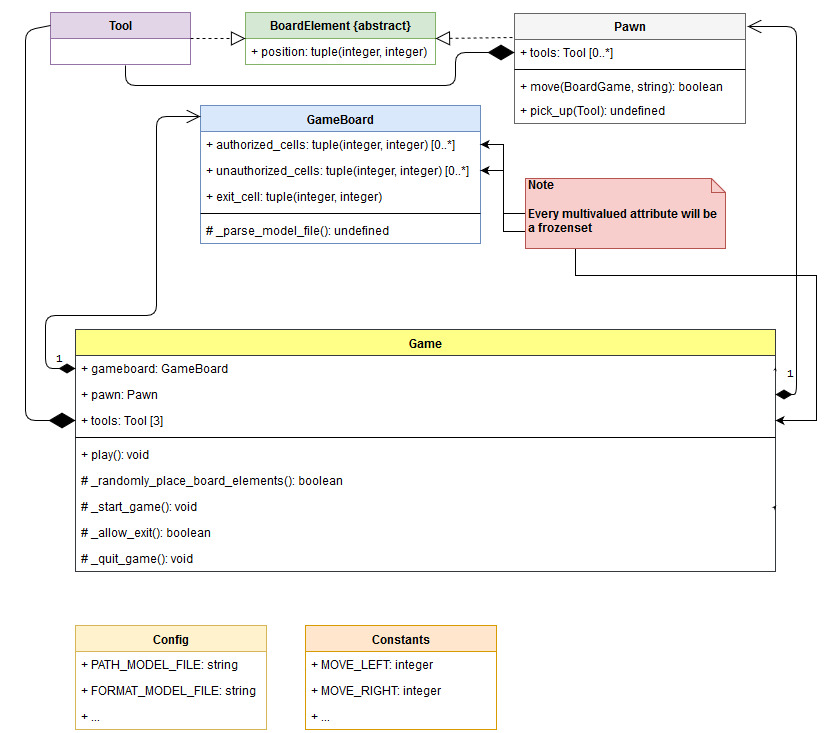 Tool
BoardElement {abstract}
+ position: tuple(integer, integer)
Pawn
+ tools: Tool [0..*]
+ move(BoardGame, string): boolean
+ pick_up(Tool): undefined
GameBoard
+ authorized_cells: tuple(integer, integer) [0..*]
+ unauthorized_cells: tuple(integer, integer) [0..*]
+ exit_cell: tuple(integer, integer)
# _parse_model_file(): undefined
Note
Every multivalued attribute will be
a frozenset
Game
1
+ gameboard: GameBoard
1
+ pawn: Pawn
+ tools: Tool [3]
+ play(): void
# _randomly_place_board_elements(): boolean
# _start_game(): void
# _allow_exit(): boolean
# _quit_game(): void
Config
+ PATH_MODEL_FILE: string
+ FORMAT_MODEL_FILE: string
+ ...
Constants
+ MOVE_LEFT: integer
+ MOVE_RIGHT: integer
+ ...